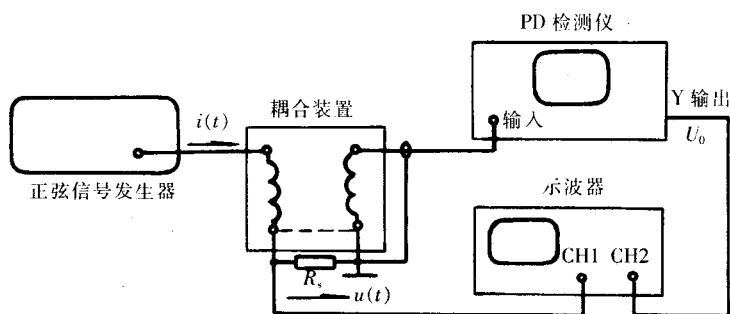 PD 检测仪
耦合装置
i(t)
输入
Y 输出
U₀
正弦信号发生器
示波器
CH1 CH2
Rₛ
u(t)